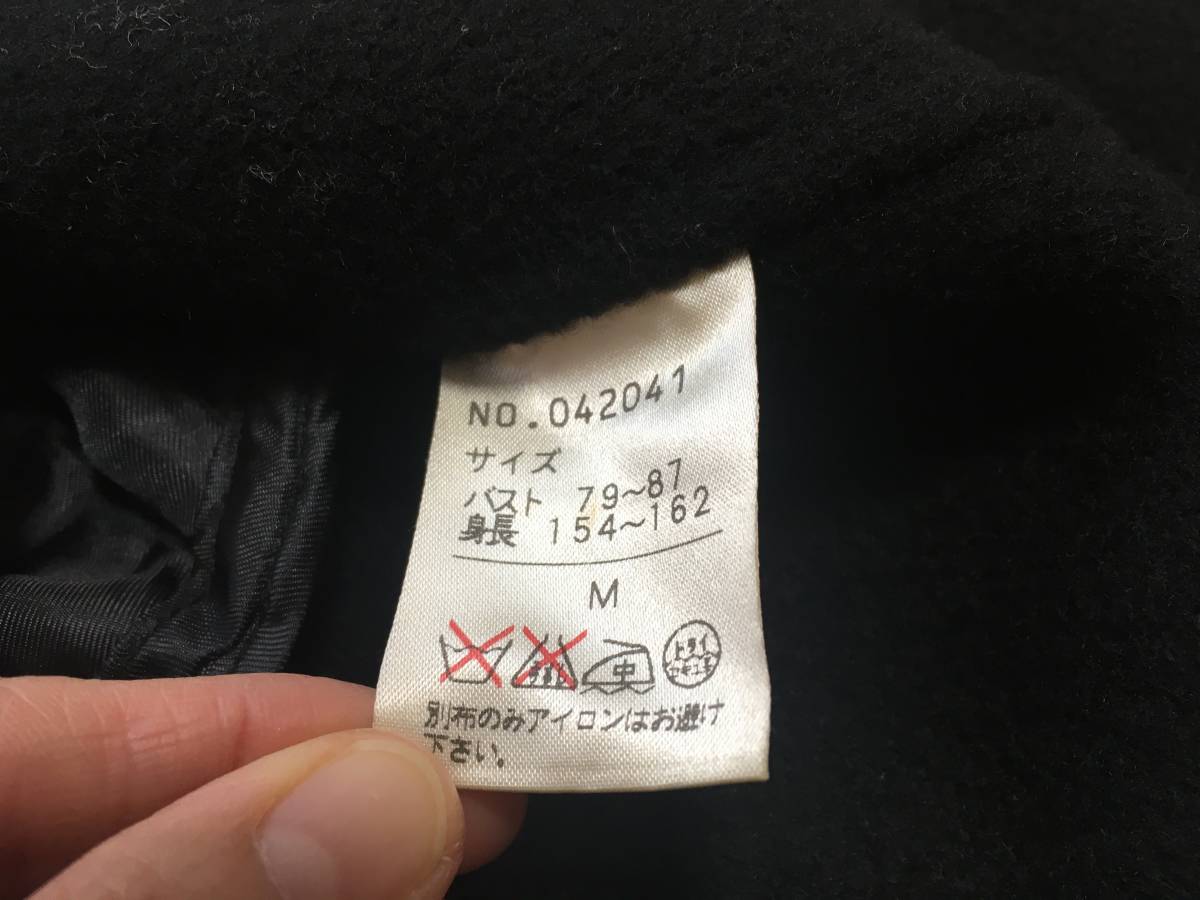 NO.042041
サイズ
バスト 79~87
身長 154~162
M
中 ドライ
別布のみアイロンはお避け
下さい。